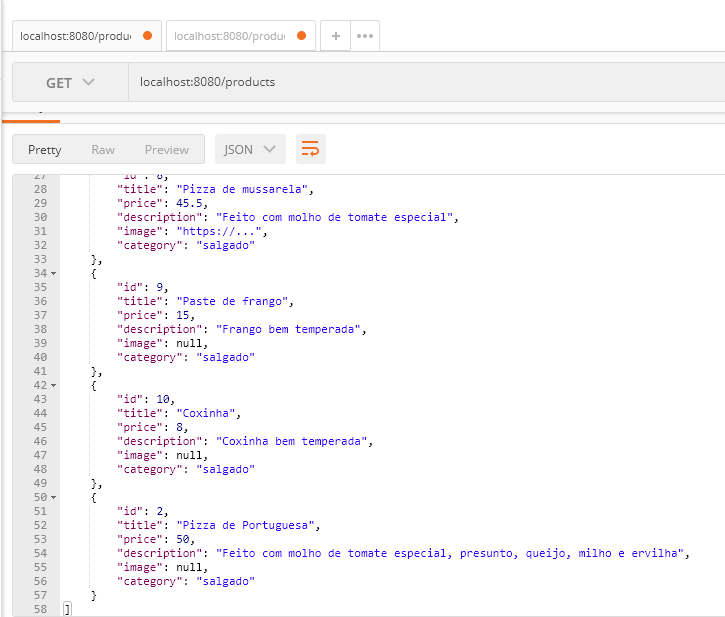 localhost:8080/produ
localhost:8080/produ
+
GET
localhost:8080/products
Pretty
Raw
Preview
JSON
27 "id": 8,
28 "title": "Pizza de mussarela",
29 "price": 45.5,
30 "description": "Feito com molho de tomate especial",
31 "image": "https://...",
32 "category": "salgado"
33 },
34 {
35 "id": 9,
36 "title": "Paste de frango",
37 "price": 15,
38 "description": "Frango bem temperada",
39 "image": null,
40 "category": "salgado"
41 },
42 {
43 "id": 10,
44 "title": "Coxinha",
45 "price": 8,
46 "description": "Coxinha bem temperada",
47 "image": null,
48 "category": "salgado"
49 },
50 {
51 "id": 2,
52 "title": "Pizza de Portuguesa",
53 "price": 50,
54 "description": "Feito com molho de tomate especial, presunto, queijo, milho e ervilha",
55 "image": null,
56 "category": "salgado"
57 }
58 ]